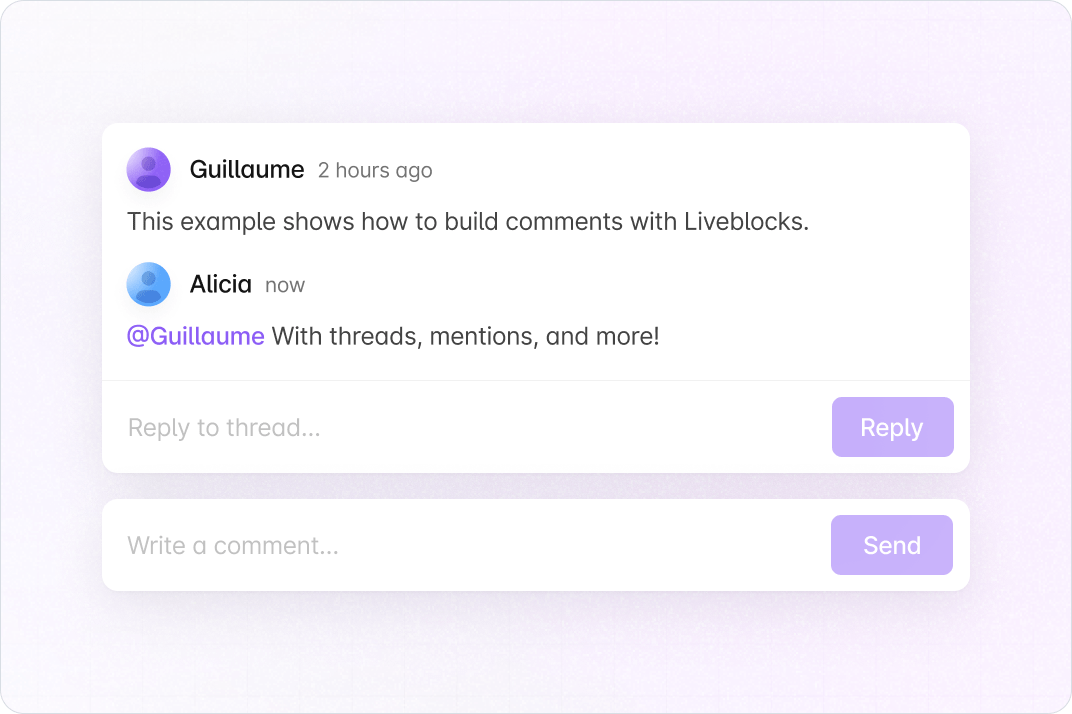 Guillaume 2 hours ago
This example shows how to build comments with Liveblocks.
Alicia now
@Guillaume With threads, mentions, and more!
Reply to thread...
Reply
Write a comment...
Send